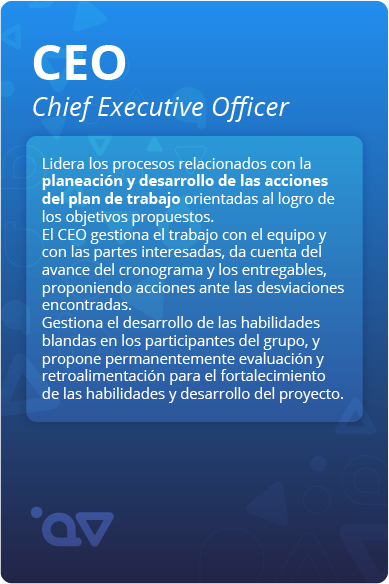 CEO
Chief Executive Officer
Lidera los procesos relacionados con la
planeación y desarrollo de las acciones
del plan de trabajo orientadas al logro de
los objetivos propuestos.
El CEO gestiona el trabajo con el equipo y
con las partes interesadas, da cuenta del
avance del cronograma y los entregables,
proponiendo acciones ante las desviaciones
encontradas.
Gestiona el desarrollo de las habilidades
blandas en los participantes del grupo, y
propone permanentemente evaluación y
retroalimentación para el fortalecimiento
de las habilidades y desarrollo del proyecto.